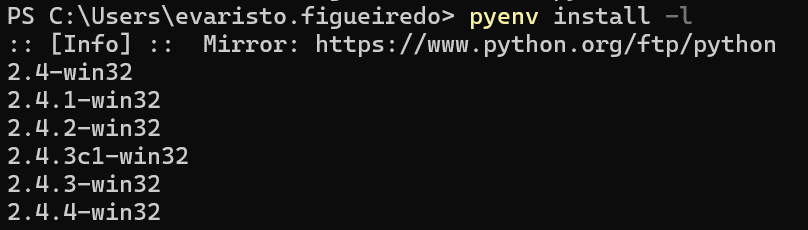 PS C:\Users\evaristo.figueiredo> pyenv install -l
:: [Info] ::  Mirror: https://www.python.org/ftp/python
2.4-win32
2.4.1-win32
2.4.2-win32
2.4.3c1-win32
2.4.3-win32
2.4.4-win32